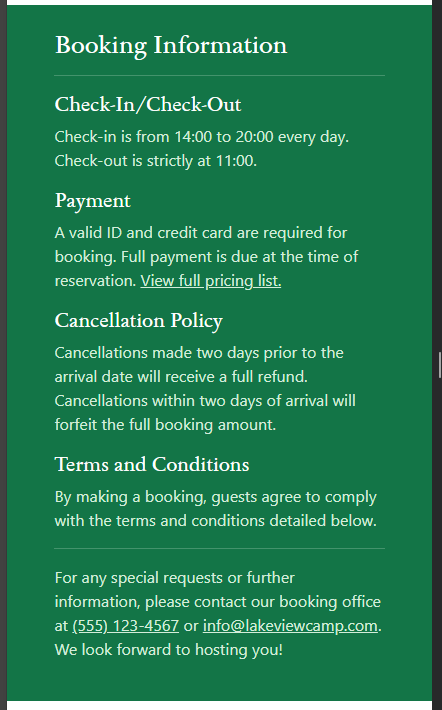 Booking Information
Check-In/Check-Out
Check-in is from 14:00 to 20:00 every day.
Check-out is strictly at 11:00.
Payment
A valid ID and credit card are required for
booking. Full payment is due at the time of
reservation. View full pricing list.
Cancellation Policy
Cancellations made two days prior to the
arrival date will receive a full refund.
Cancellations within two days of arrival will
forfeit the full booking amount.
Terms and Conditions
By making a booking, guests agree to comply
with the terms and conditions detailed below.
For any special requests or further
information, please contact our booking office
at (555) 123-4567 or info@lakeviewcamp.com.
We look forward to hosting you!